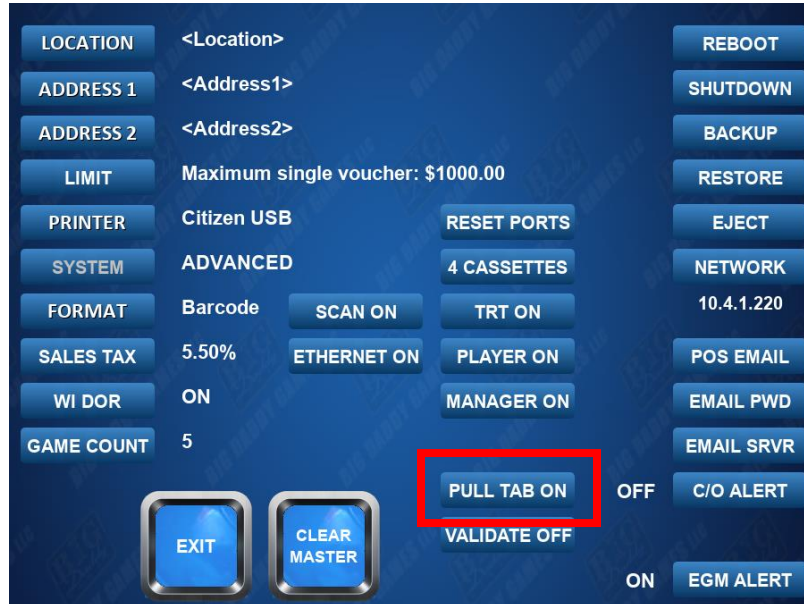 LOCATION <Location> REBOOT
ADDRESS 1 <Address1> SHUTDOWN
ADDRESS 2 <Address2> BACKUP
LIMIT Maximum single voucher: $1000.00 RESTORE
PRINTER Citizen USB RESET PORTS EJECT
SYSTEM ADVANCED 4 CASSETTES NETWORK
FORMAT Barcode SCAN ON TRT ON 10.4.1.220
SALES TAX 5.50% ETHERNET ON PLAYER ON POS EMAIL
WI DOR ON MANAGER ON EMAIL PWD
GAME COUNT 5 EMAIL SRVR
PULL TAB ON OFF C/O ALERT
EXIT CLEAR MASTER VALIDATE OFF
ON EGM ALERT